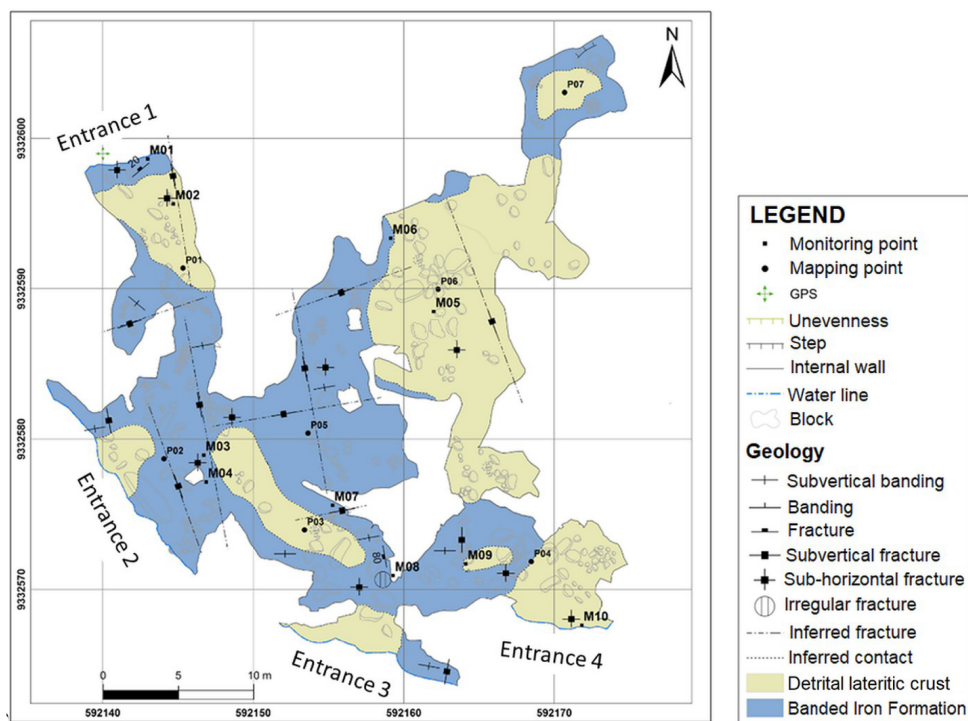 N
P07
9332600
Entrance 1
M01
20
M02
P01
M06
9332590
P06
M05
9332580
P05
P02
M03
M04
Entrance 2
M07
P03
80
M08
M09
P04
9332570
M10
Entrance 3
Entrance 4
0 5 10 m
592140 592150 592160 592170
LEGEND
Monitoring point
Mapping point
GPS
Unevenness
Step
Internal wall
Water line
Block
Geology
Subvertical banding
Banding
Fracture
Subvertical fracture
Sub-horizontal fracture
Irregular fracture
Inferred fracture
Inferred contact
Detrital lateritic crust
Banded Iron Formation